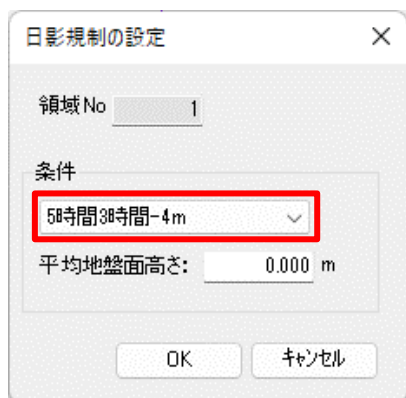 日影規制の設定
領域No 1
条件
5時間3時間-4m
平均地盤面高さ: 0.000 m
OK ｷｬﾝｾﾙ